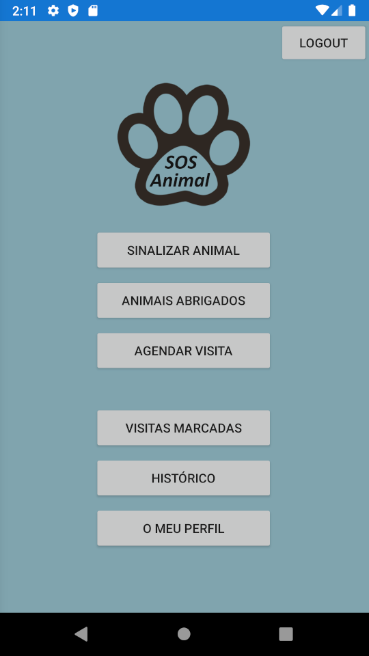 2:11
LOGOUT
SOS
Animal
SINALIZAR ANIMAL
ANIMAIS ABRIGADOS
AGENDAR VISITA
VISITAS MARCADAS
HISTÓRICO
O MEU PERFIL